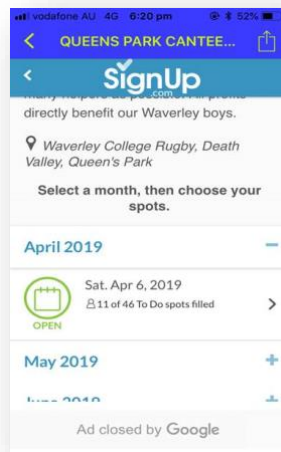 vodafone AU 4G 6:20 pm 52%
QUEENS PARK CANTEE...
SignUp
.com
directly benefit our Waverley boys.
Waverley College Rugby, Death
Valley, Queen's Park
Select a month, then choose your
spots.
April 2019
Sat. Apr 6, 2019
11 of 46 To Do spots filled
OPEN
May 2019
Ad closed by Google